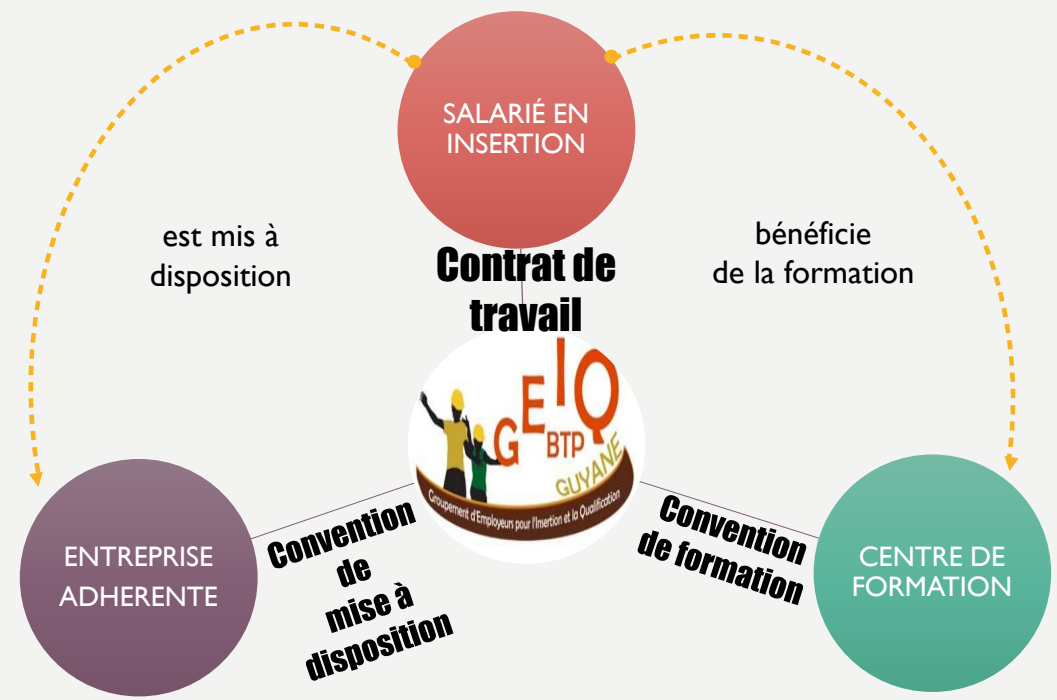 SALARIÉ EN
INSERTION
est mis à
disposition
bénéficie
de la formation
Contrat de
travail
GEIQ
BTP
GUYANE
Groupement d'Employeurs pour l'Insertion et la Qualification
ENTREPRISE
ADHERENTE
Convention
de
mise à
disposition
Convention
de formation
CENTRE DE
FORMATION